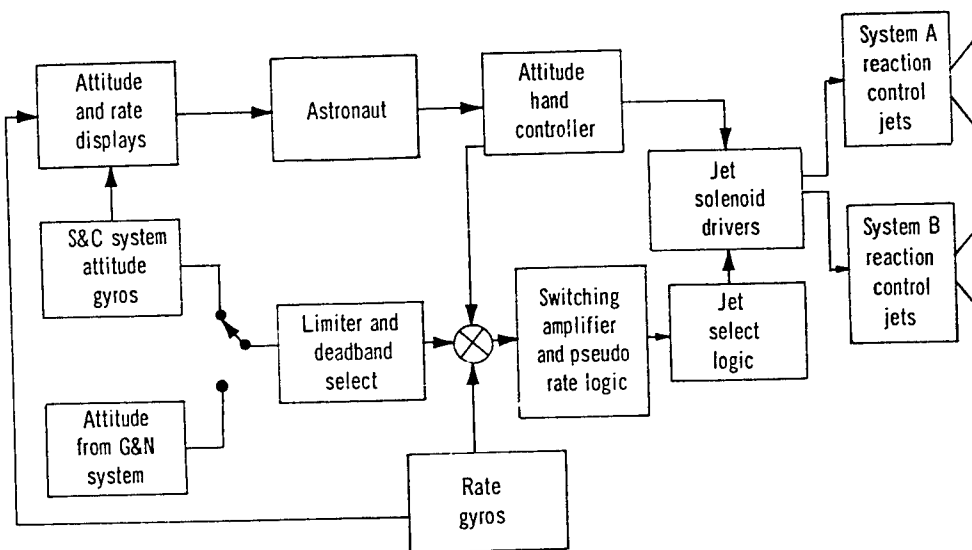 Attitude
and rate
displays
Astronaut
Attitude
hand
controller
System A
reaction
control
jets
Jet
solenoid
drivers
S&C system
attitude
gyros
System B
reaction
control
jets
Limiter and
deadband
select
Switching
amplifier
and pseudo
rate logic
Jet
select
logic
Attitude
from G&N
system
Rate
gyros